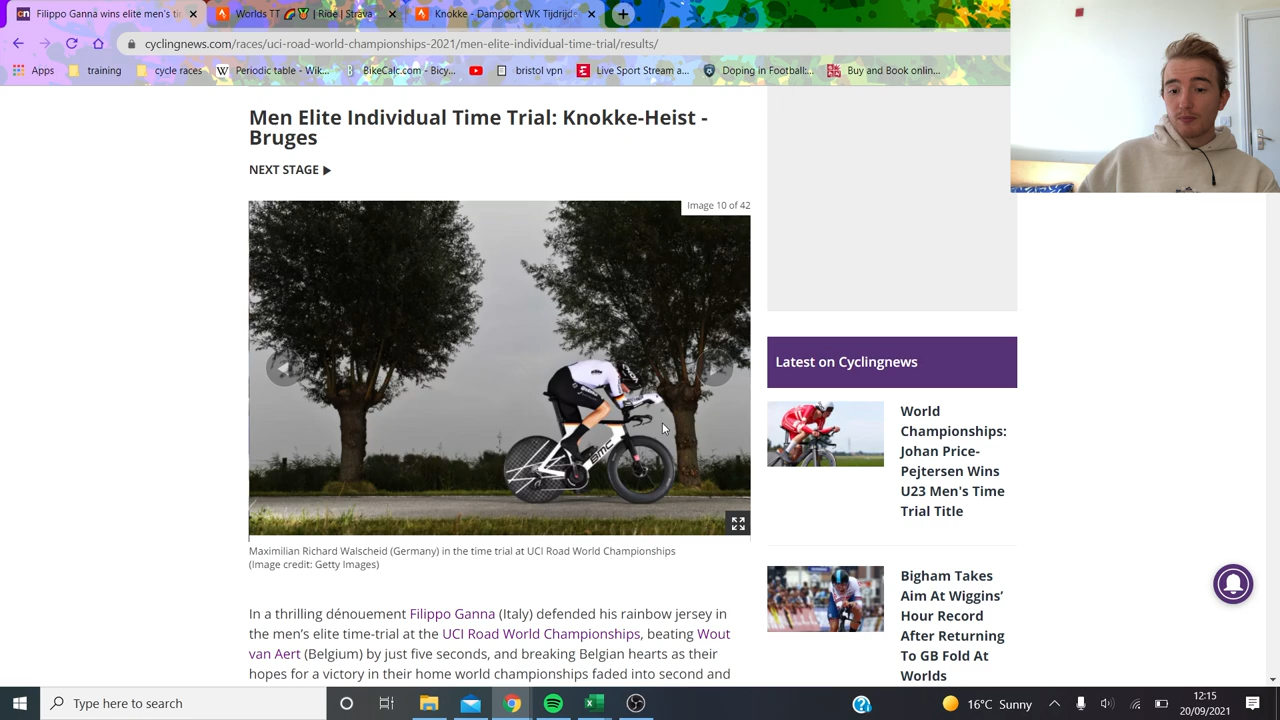 Filippo Ganna wins elite men's ti
Worlds TT 🌈🥇 | Ride | Strava
Knokke - Dampoort WK Tijdrijde
cyclingnews.com/races/uci-road-world-championships-2021/men-elite-individual-time-trial/results/
Apps
training
cycle races
Periodic table - Wik...
BikeCalc.com - Bicy...
bristol vpn
Live Sport Stream a...
Doping in Football:...
Buy and Book onlin...
Men Elite Individual Time Trial: Knokke-Heist -
Bruges
NEXT STAGE
Image 10 of 42
BMC
Maximilian Richard Walscheid (Germany) in the time trial at UCI Road World Championships
(Image credit: Getty Images)
In a thrilling dénouement Filippo Ganna (Italy) defended his rainbow jersey in
the men's elite time-trial at the UCI Road World Championships, beating Wout
van Aert (Belgium) by just five seconds, and breaking Belgian hearts as their
hopes for a victory in their home world championships faded into second and
Latest on Cyclingnews
World
Championships:
Johan Price-
Pejtersen Wins
U23 Men's Time
Trial Title
Bigham Takes
Aim At Wiggins'
Hour Record
After Returning
To GB Fold At
Worlds
Type here to search
16°C Sunny
12:15
20/09/2021